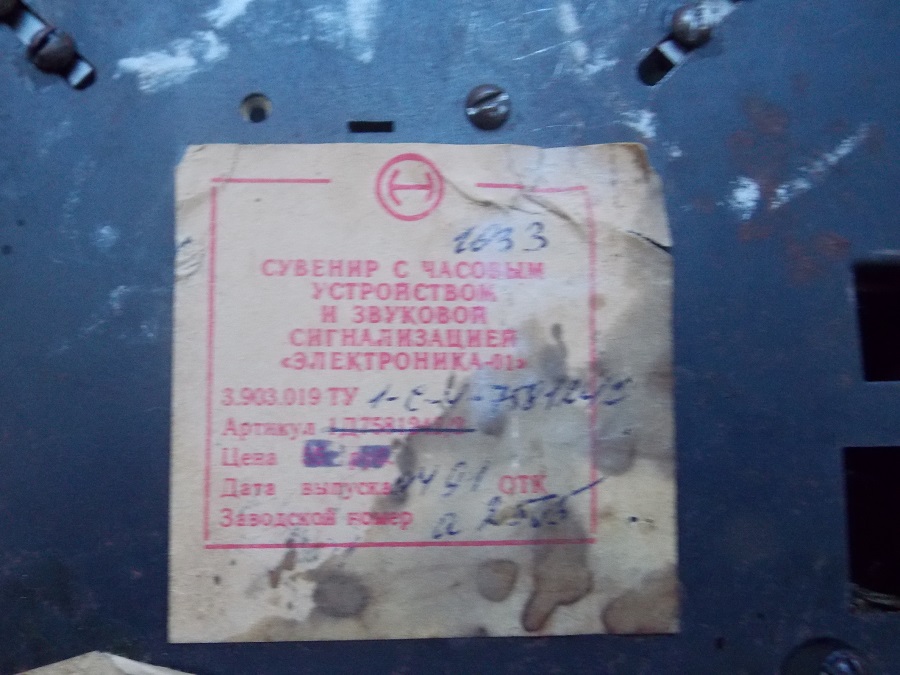 1633
СУВЕНИР С ЧАСОВЫМ
УСТРОЙСТВОМ
И ЗВУКОВОЙ
СИГНАЛИЗАЦИЕЙ
«ЭЛЕКТРОНИКА-01»
3.903.019 ТУ
Артикул
Цена
Дата выпуска 91 ОТК
Заводской номер